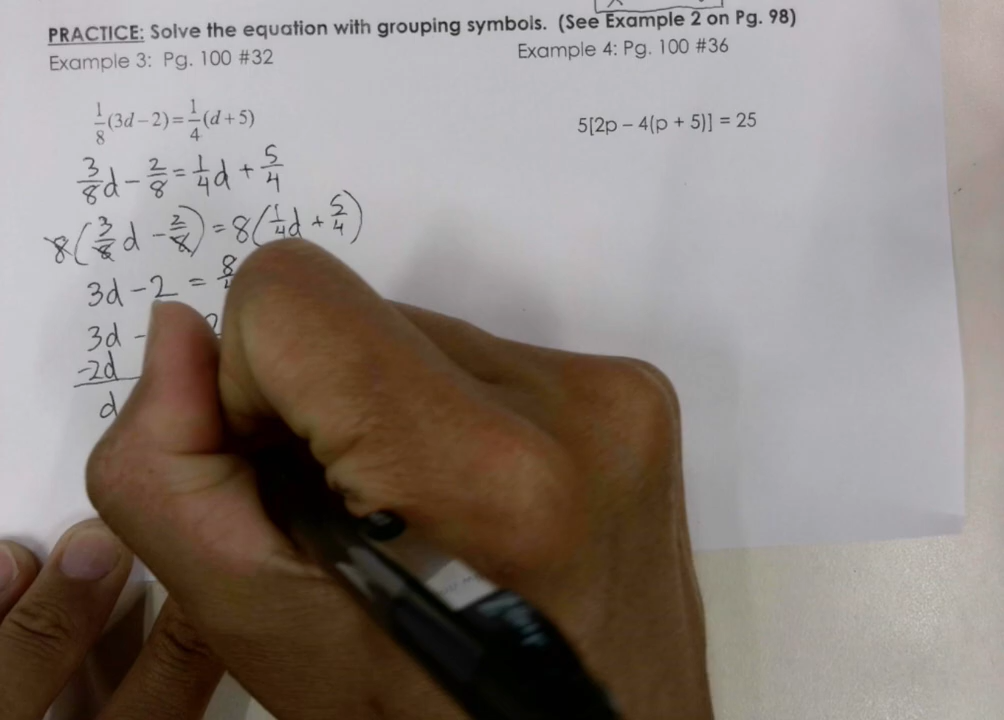 PRACTICE: Solve the equation with grouping symbols. (See Example 2 on Pg. 98)
Example 3: Pg. 100 #32
Example 4: Pg. 100 #36
1/8(3d – 2) = 1/4(d + 5)
5[2p – 4(p + 5)] = 25
3/8d - 2/8 = 1/4d + 5/4
8(3/8d - 2/8) = 8(1/4d + 5/4)
3d - 2 = 8
3d -
-2d
d